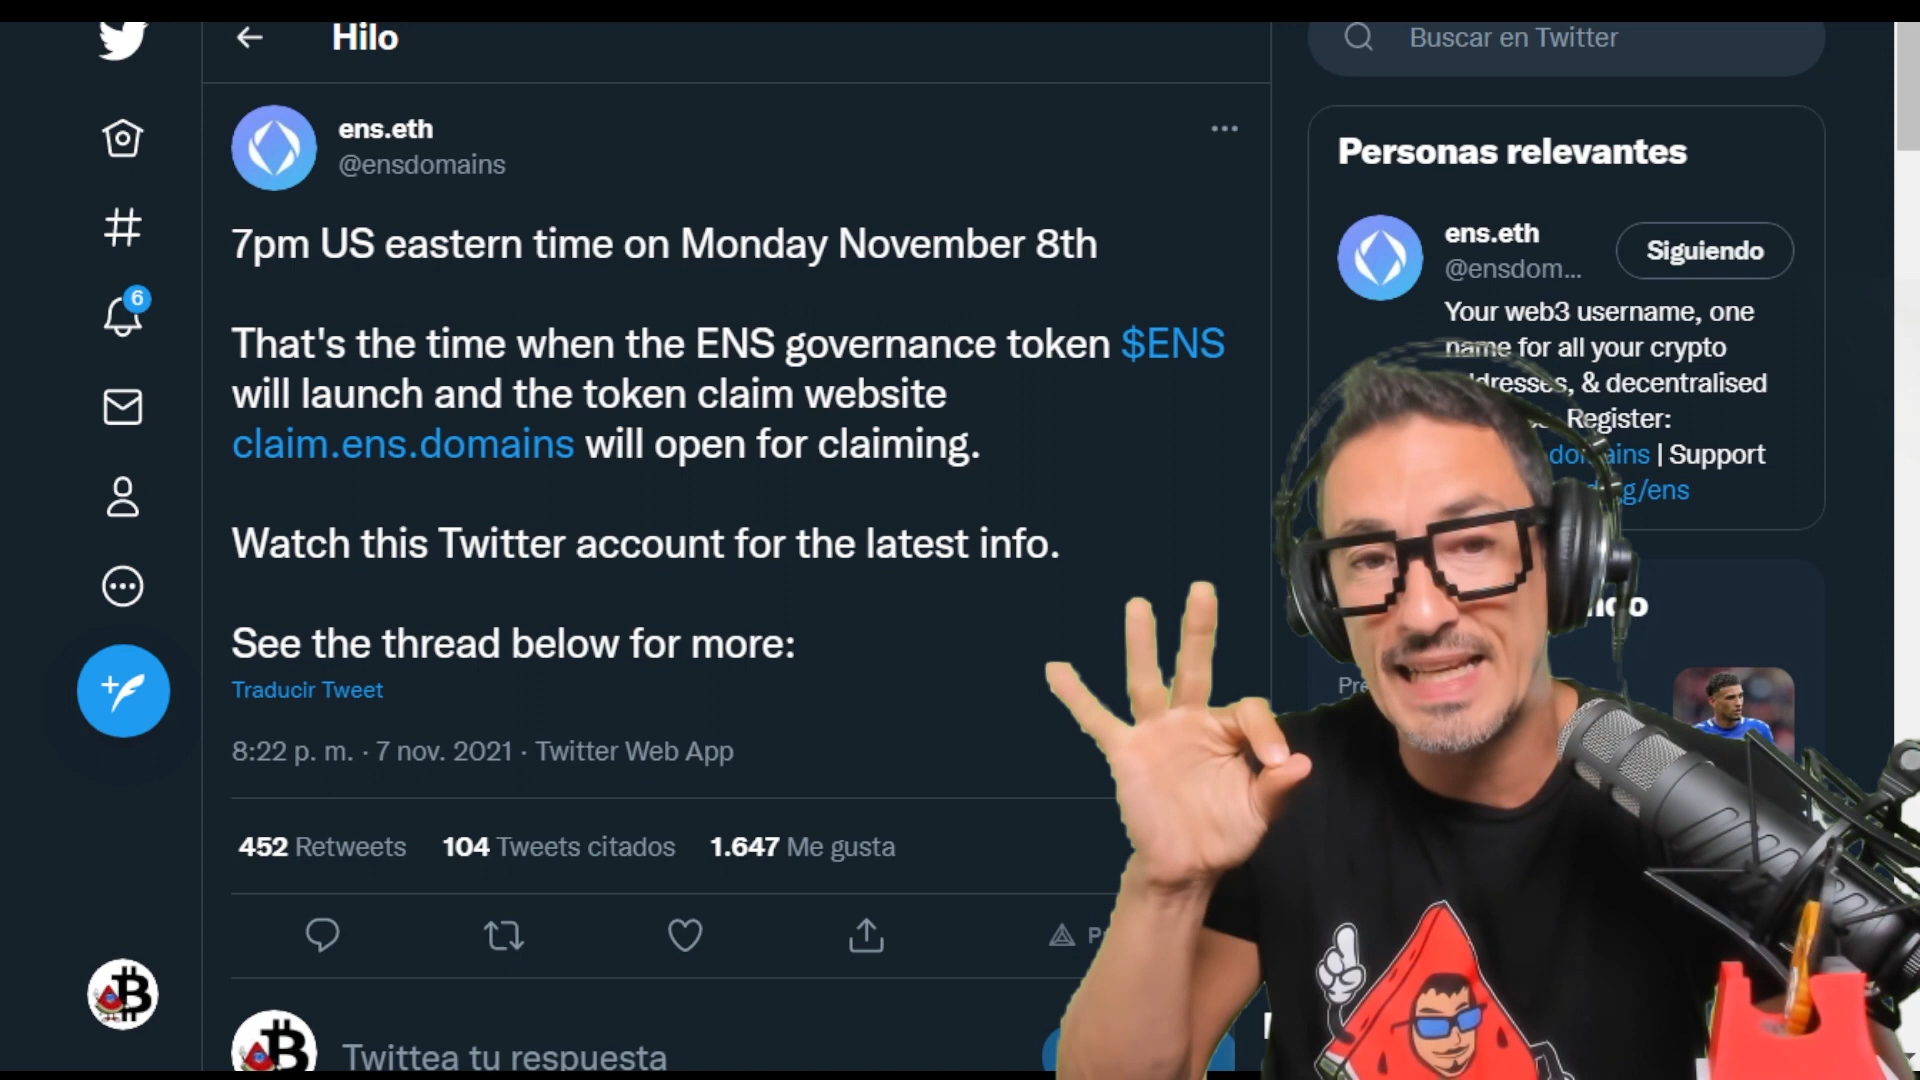 Hilo
Buscar en Twitter
ens.eth
@ensdomains
7pm US eastern time on Monday November 8th
That's the time when the ENS governance token $ENS
will launch and the token claim website
claim.ens.domains will open for claiming.
Watch this Twitter account for the latest info.
See the thread below for more:
Traducir Tweet
8:22 p. m. · 7 nov. 2021 · Twitter Web App
452 Retweets 104 Tweets citados 1.647 Me gusta
Twittea tu respuesta
6
Personas relevantes
ens.eth
@ensdom...
Siguiendo
Your web3 username, one
name for all your crypto
& decentralised
Register:
| Support
g/ens